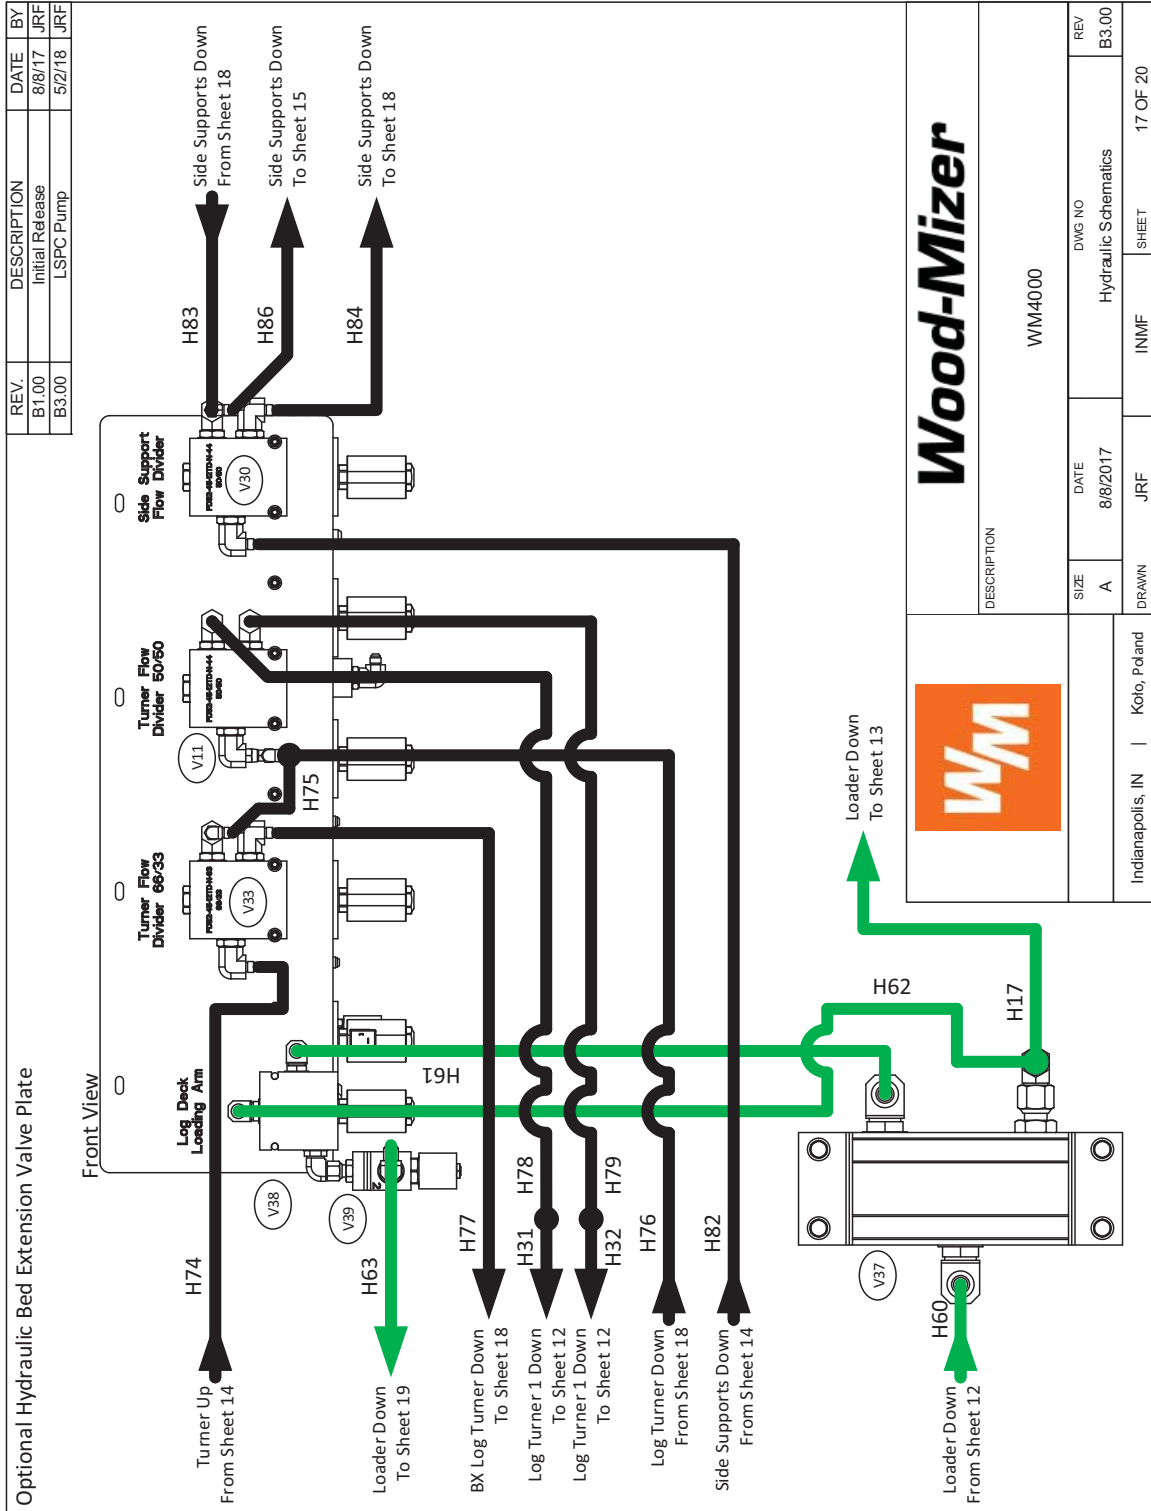 Optional Hydraulic Bed Extension Valve Plate
REV. DESCRIPTION DATE BY
B1.00 Initial Release 8/8/17 JRF
B3.00 LSPC Pump 5/2/18 JRF
Front View
Log Deck
Loading Arm
Turner Flow
Divider 66/33
Turner Flow
Divider 50/50
Side Support
Flow Divider
66/33
50/50
50/50
V38
V39
V33
V11
V30
V37
2
Turner Up
From Sheet 14
H74
Loader Down
To Sheet 19
H63
H61
BX Log Turner Down
To Sheet 18
H77
Log Turner 1 Down
To Sheet 12
H31
H78
Log Turner 1 Down
To Sheet 12
H32
H79
Log Turner Down
From Sheet 18
H76
Side Supports Down
From Sheet 14
H82
H75
H83
Side Supports Down
From Sheet 18
H86
Side Supports Down
To Sheet 15
H84
Side Supports Down
To Sheet 18
Loader Down
From Sheet 12
H60
H62
H17
Loader Down
To Sheet 13
WM
Wood-Mizer
DESCRIPTION
WM4000
SIZE DATE DWG NO REV
A 8/8/2017 Hydraulic Schematics B3.00
Indianapolis, IN | Koło, Poland
DRAWN JRF INMF SHEET 17 OF 20